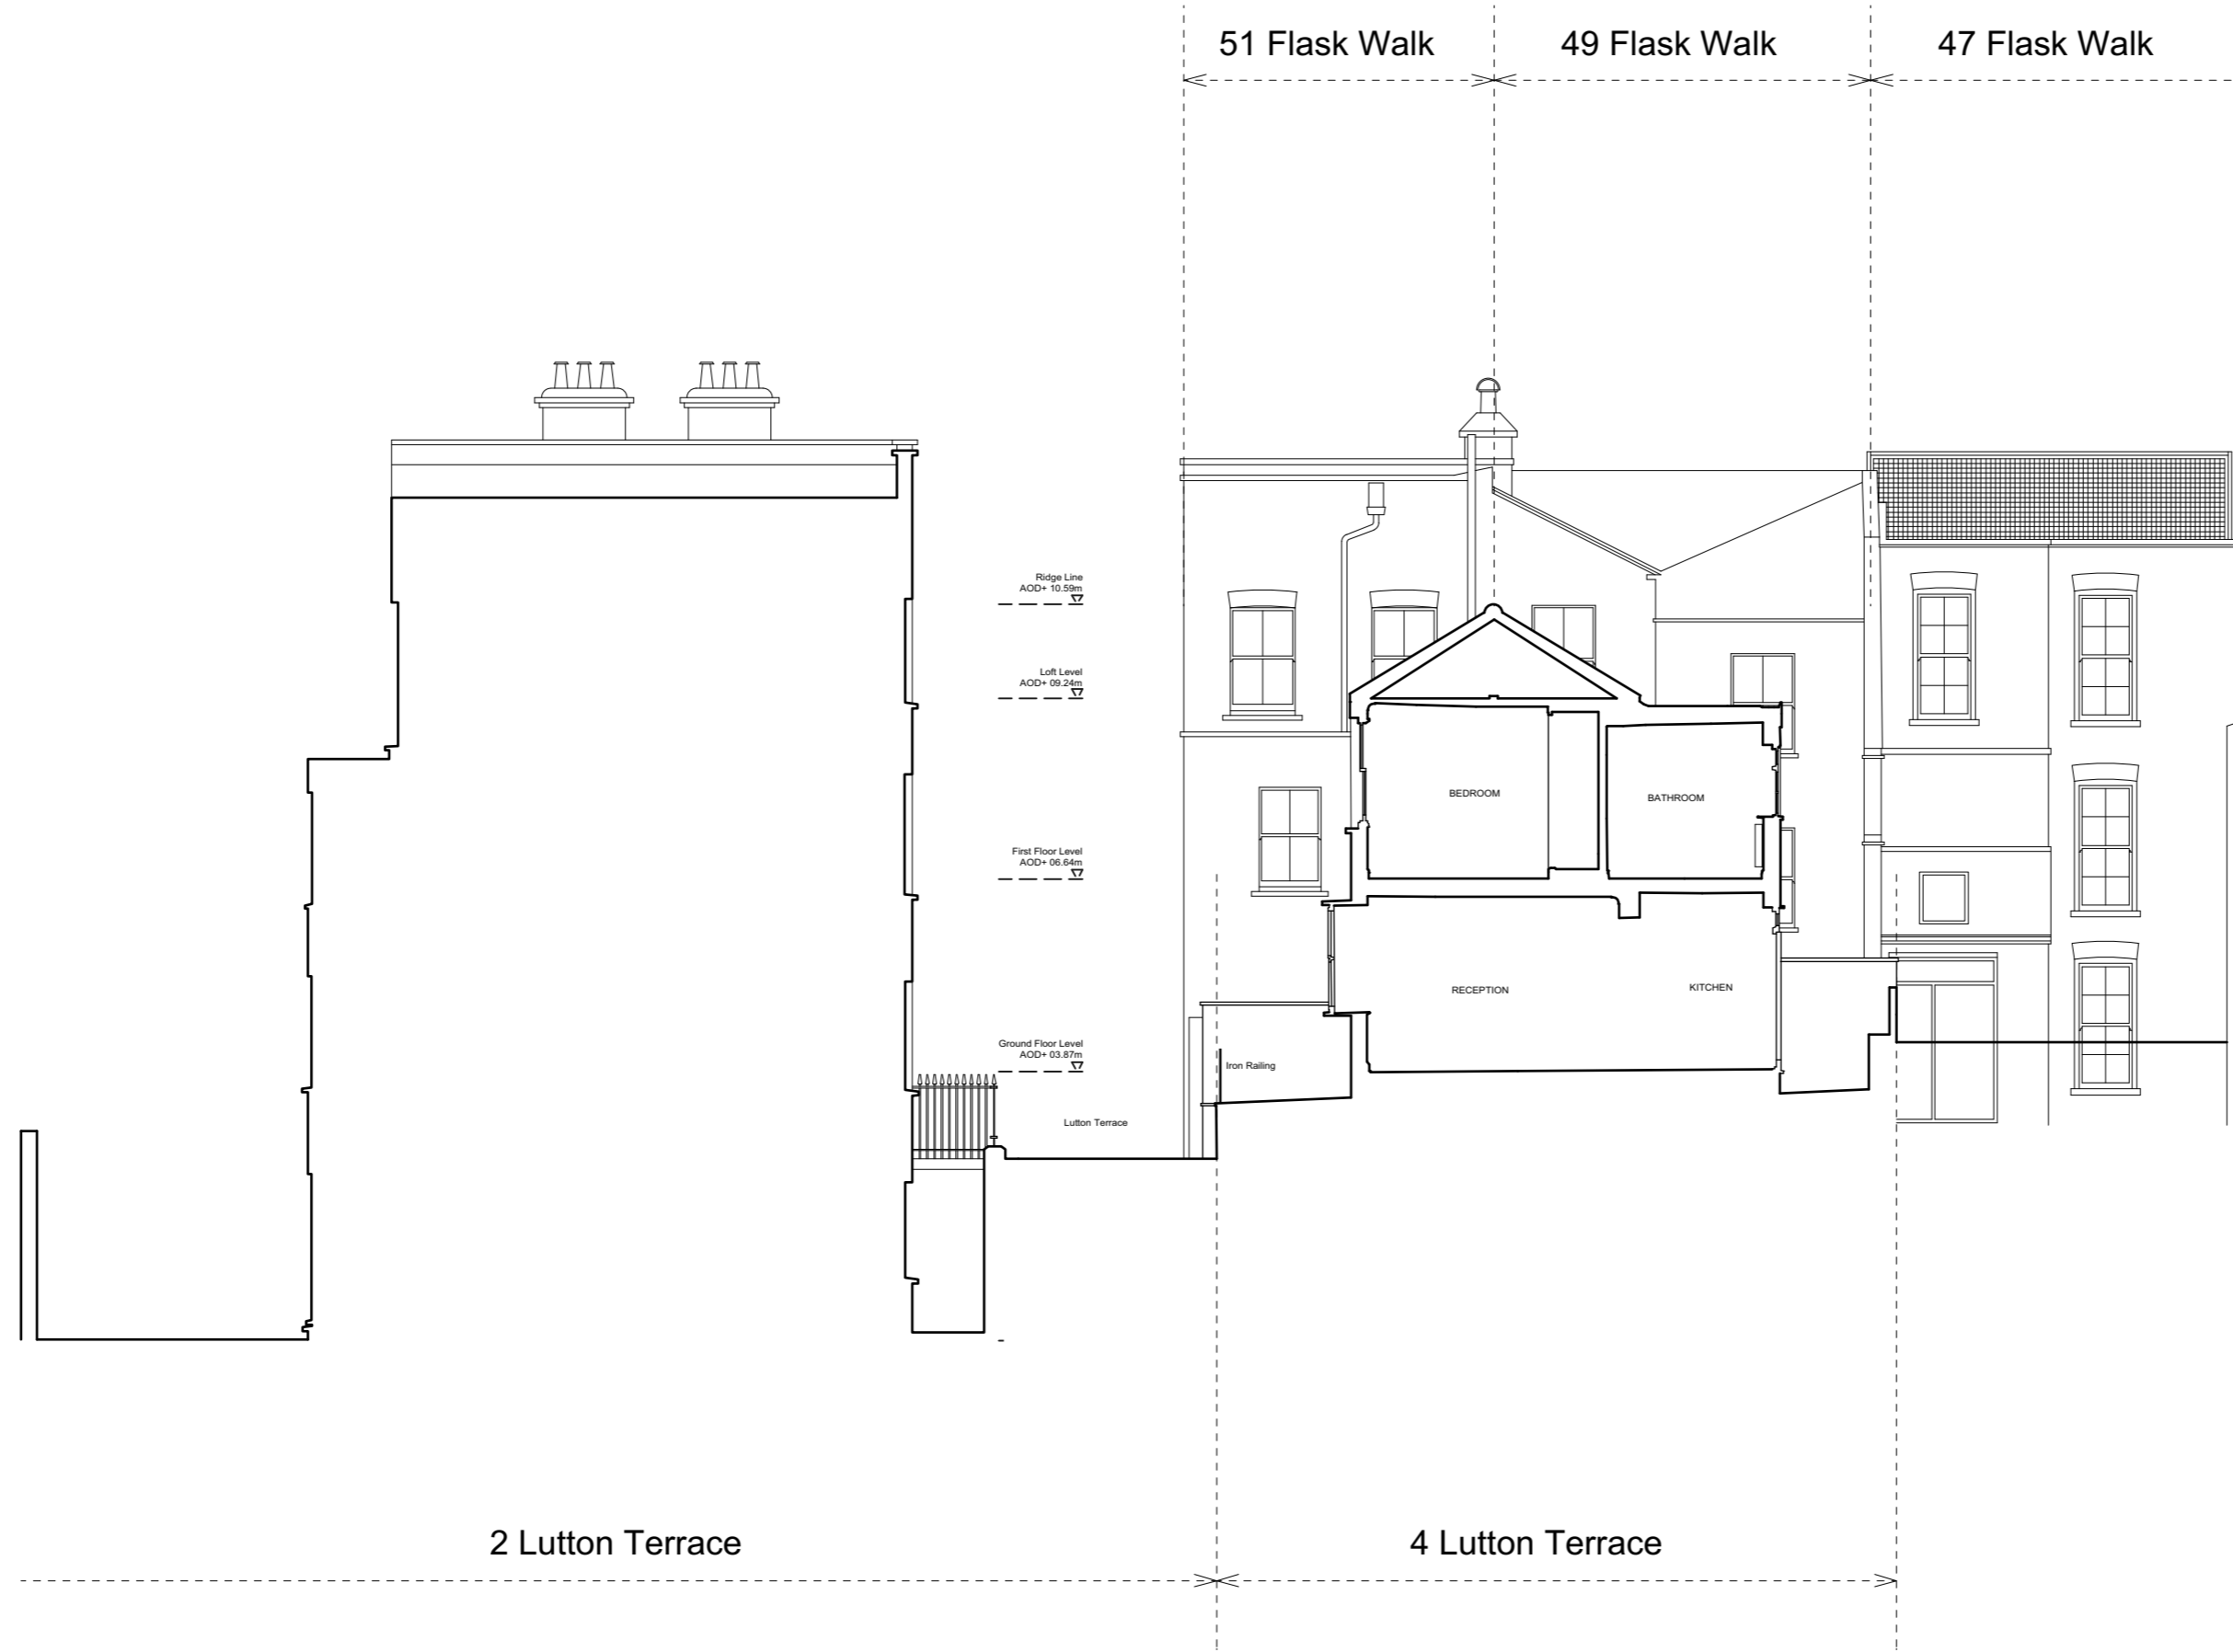 51 Flask Walk
49 Flask Walk
47 Flask Walk
Ridge Line
AOD+ 10.59m
Loft Level
AOD+ 09.24m
BEDROOM
BATHROOM
First Floor Level
AOD+ 06.64m
RECEPTION
KITCHEN
Ground Floor Level
AOD+ 03.87m
Iron Railing
Lutton Terrace
2 Lutton Terrace
4 Lutton Terrace